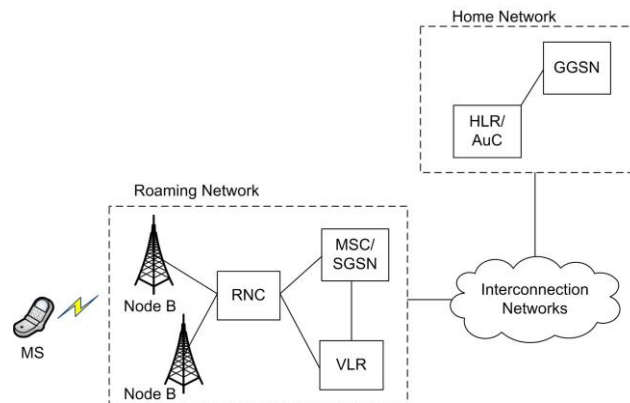 Home Network
GGSN
HLR/
AuC
Roaming Network
MSC/
SGSN
RNC
Node B
Interconnection
Networks
MS
VLR
Node B